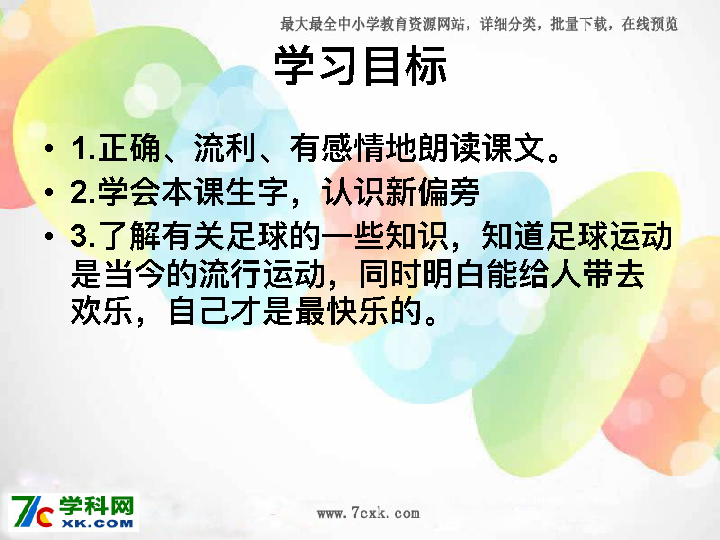 最大最全中小学教育资源网站，详细分类，批量下载，在线预览
学习目标
• 1.正确、流利、有感情地朗读课文。
• 2.学会本课生字，认识新偏旁
• 3.了解有关足球的一些知识，知道足球运动
是当今的流行运动，同时明白能给人带去
欢乐，自己才是最快乐的。
7c 学科网
XK.COM
www.7cxk.com